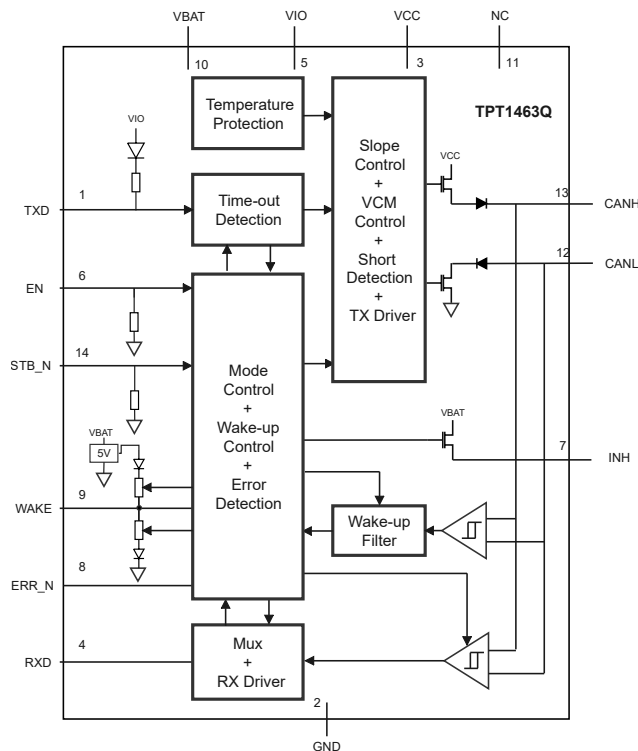 VBAT VIO VCC NC
10 5 3 11
TPT1463Q
Temperature
Protection
VIO
Slope
Control
+
VCM
Control
+
Short
Detection
+
TX Driver
VCC
1
TXD
Time-out
Detection
13
CANH
12
CANL
6
EN
14
STB_N
Mode
Control
+
Wake-up
Control
+
Error
Detection
VBAT
7
INH
VBAT
5V
9
WAKE
Wake-up
Filter
8
ERR_N
4
RXD
Mux
+
RX Driver
2
GND